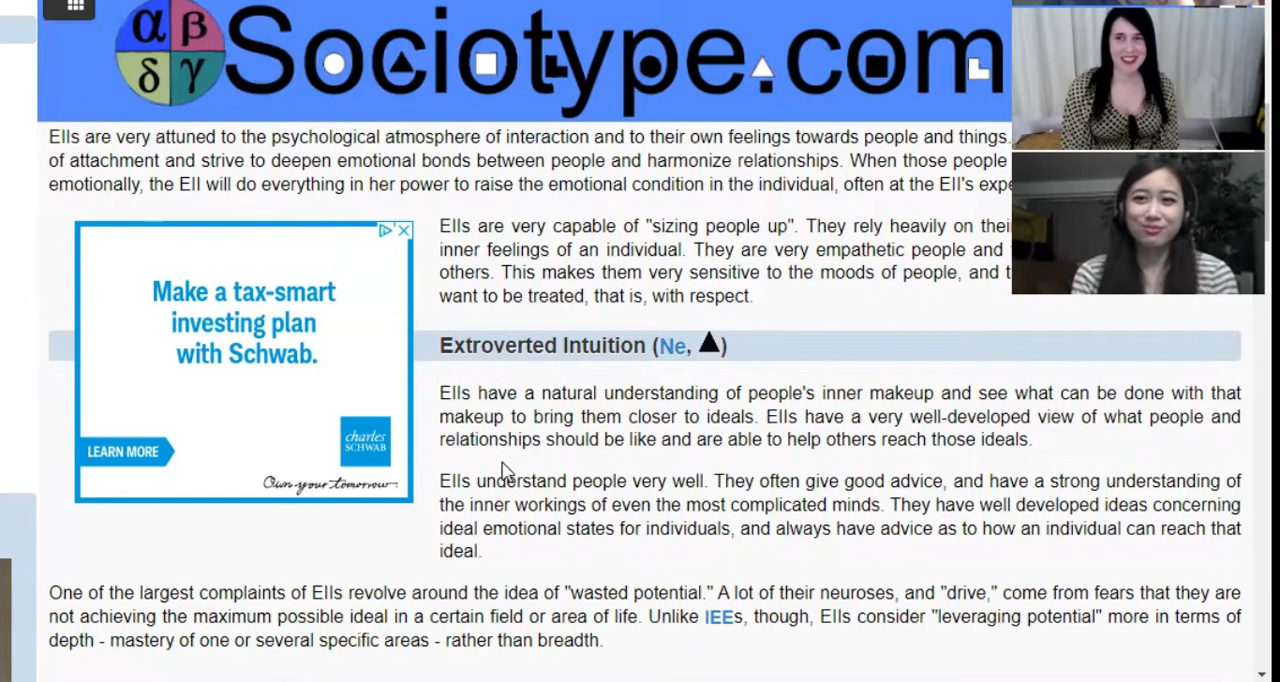 α β
δ γ
Sociotype.com
EIIs are very attuned to the psychological atmosphere of interaction and to their own feelings towards people and things.
of attachment and strive to deepen emotional bonds between people and harmonize relationships. When those people
emotionally, the EII will do everything in her power to raise the emotional condition in the individual, often at the EII's
EIIs are very capable of "sizing people up". They rely heavily on
inner feelings of an individual. They are very empathetic people and
others. This makes them very sensitive to the moods of people, and
want to be treated, that is, with respect.
Make a tax-smart
investing plan
with Schwab.
LEARN MORE
charles
SCHWAB
Own your tomorrow.
Extroverted Intuition (Ne, ▲)
EIIs have a natural understanding of people's inner makeup and see what can be done with that
makeup to bring them closer to ideals. EIIs have a very well-developed view of what people and
relationships should be like and are able to help others reach those ideals.
EIIs understand people very well. They often give good advice, and have a strong understanding of
the inner workings of even the most complicated minds. They have well developed ideas concerning
ideal emotional states for individuals, and always have advice as to how an individual can reach that
ideal.
One of the largest complaints of EIIs revolve around the idea of "wasted potential." A lot of their neuroses, and "drive," come from fears that they are
not achieving the maximum possible ideal in a certain field or area of life. Unlike IEEs, though, EIIs consider "leveraging potential" more in terms of
depth - mastery of one or several specific areas - rather than breadth.